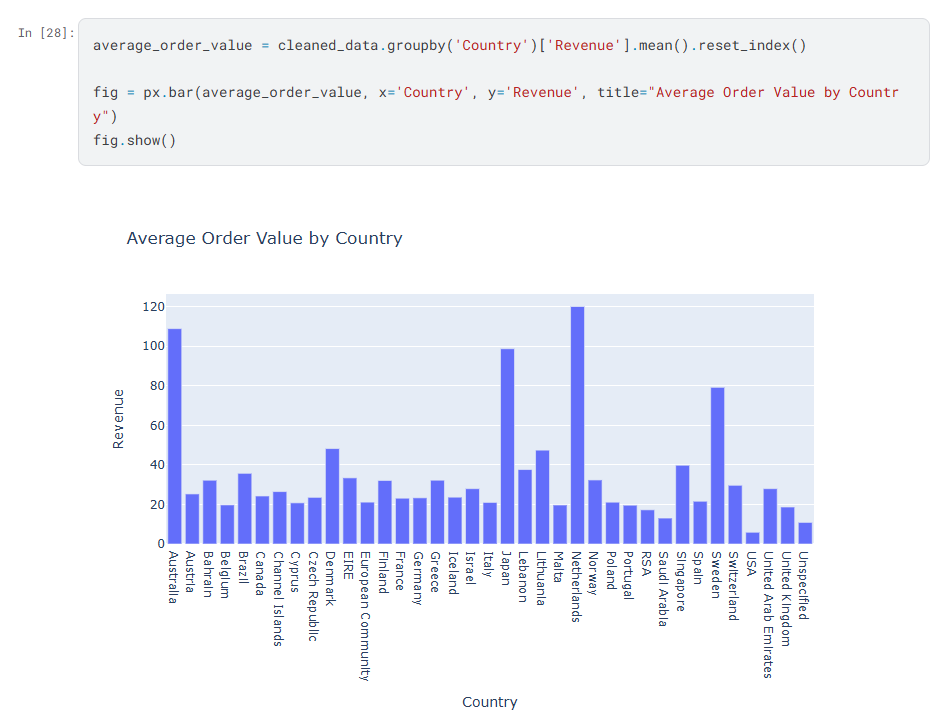 In [28]:
average_order_value = cleaned_data.groupby('Country')['Revenue'].mean().reset_index()
fig = px.bar(average_order_value, x='Country', y='Revenue', title="Average Order Value by Countr
y")
fig.show()
Average Order Value by Country
120
100
80
60
40
20
0
Revenue
Australia
Austria
Bahrain
Belgium
Brazil
Canada
Channel Islands
Cyprus
Czech Republic
Denmark
EIRE
European Community
Finland
France
Germany
Greece
Iceland
Israel
Italy
Japan
Lebanon
Lithuania
Malta
Netherlands
Norway
Poland
Portugal
RSA
Saudi Arabia
Singapore
Spain
Sweden
Switzerland
USA
United Arab Emirates
United Kingdom
Unspecified
Country